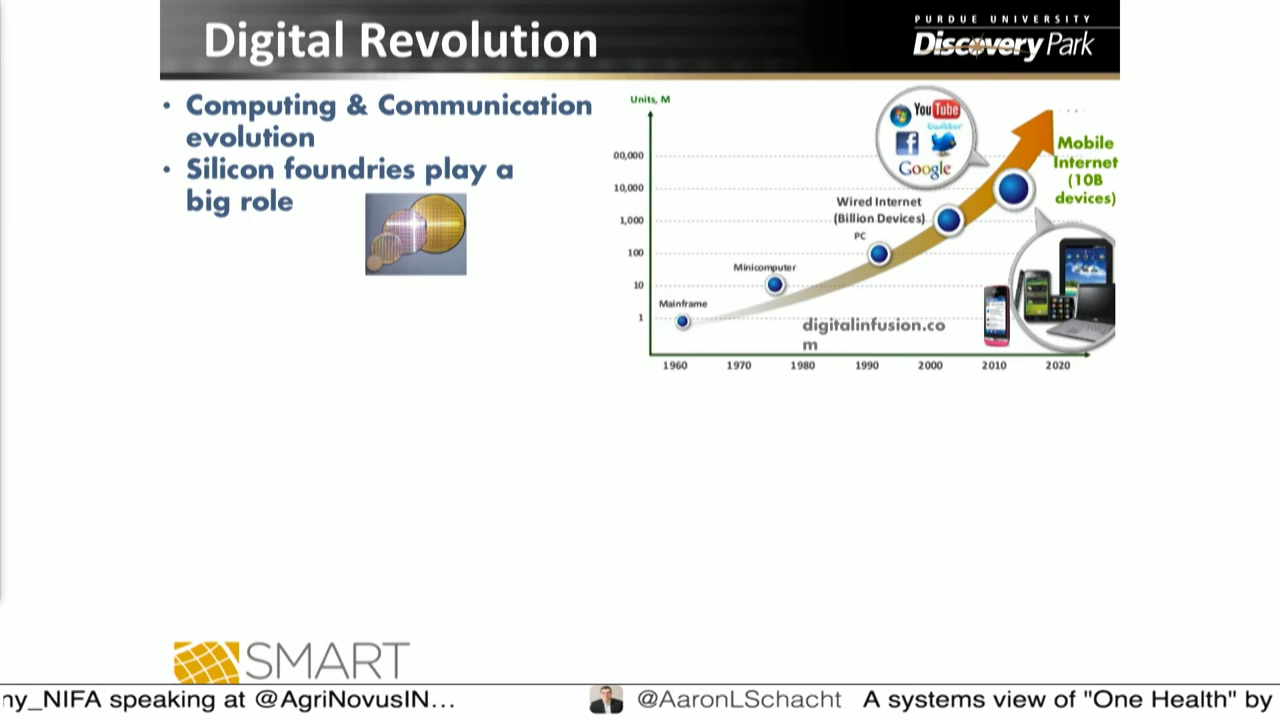 Digital Revolution
PURDUE UNIVERSITY
Discovery Park
• Computing & Communication
evolution
• Silicon foundries play a
big role
Units, M
00,000
10,000
1,000
100
10
1
1960 1970 1980 1990 2000 2010 2020
Mainframe
Minicomputer
PC
Wired Internet
(Billion Devices)
YouTube
twitter
Google
Mobile
Internet
(10B
devices)
digitalinfusion.co
m
SMART
ny_NIFA speaking at @AgriNovusIN... @AaronLSchacht A systems view of "One Health" by